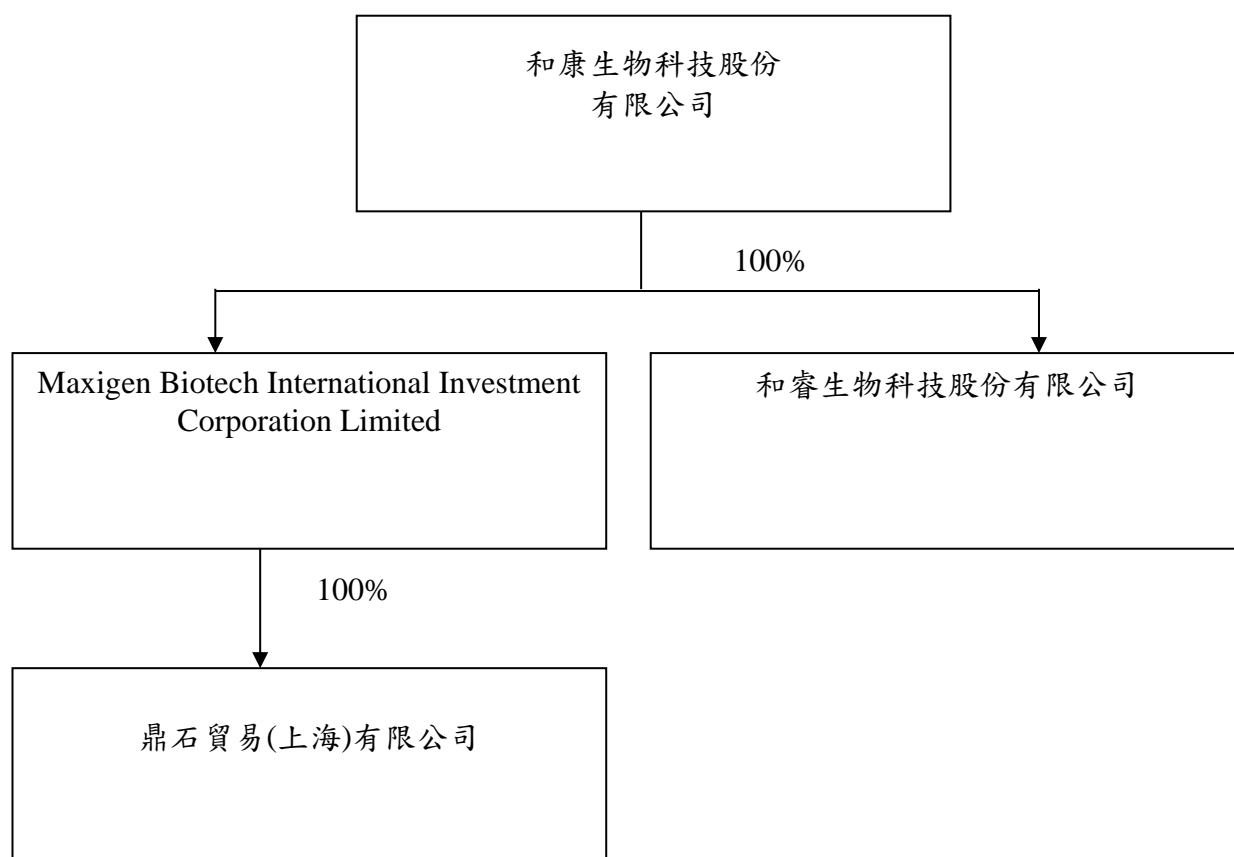 和康生物科技股份
有限公司
100%
Maxigen Biotech International Investment
Corporation Limited
和睿生物科技股份有限公司
100%
鼎石貿易(上海)有限公司